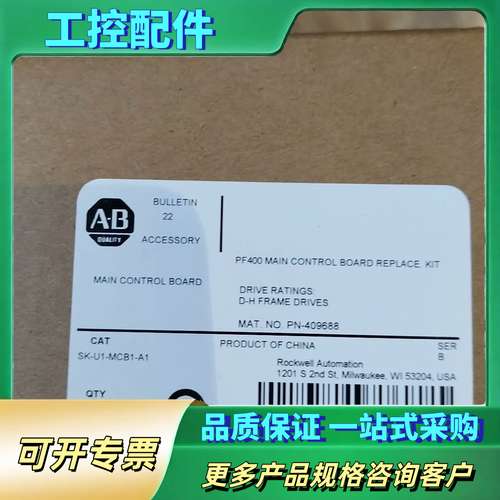 工控配件
A-B
QUALITY
BULLETIN
22
ACCESSORY
MAIN CONTROL BOARD
PF400 MAIN CONTROL BOARD REPLACE, KIT
DRIVE RATINGS:
D-H FRAME DRIVES
MAT. NO. PN-409688
CAT
SK-U1-MCB1-A1
PRODUCT OF CHINA
SER
B
Rockwell Automation
1201 S 2nd St, Milwaukee, WI 53204, USA
QTY
品质保证 一站式采购
可开专票
更多产品规格咨询客户